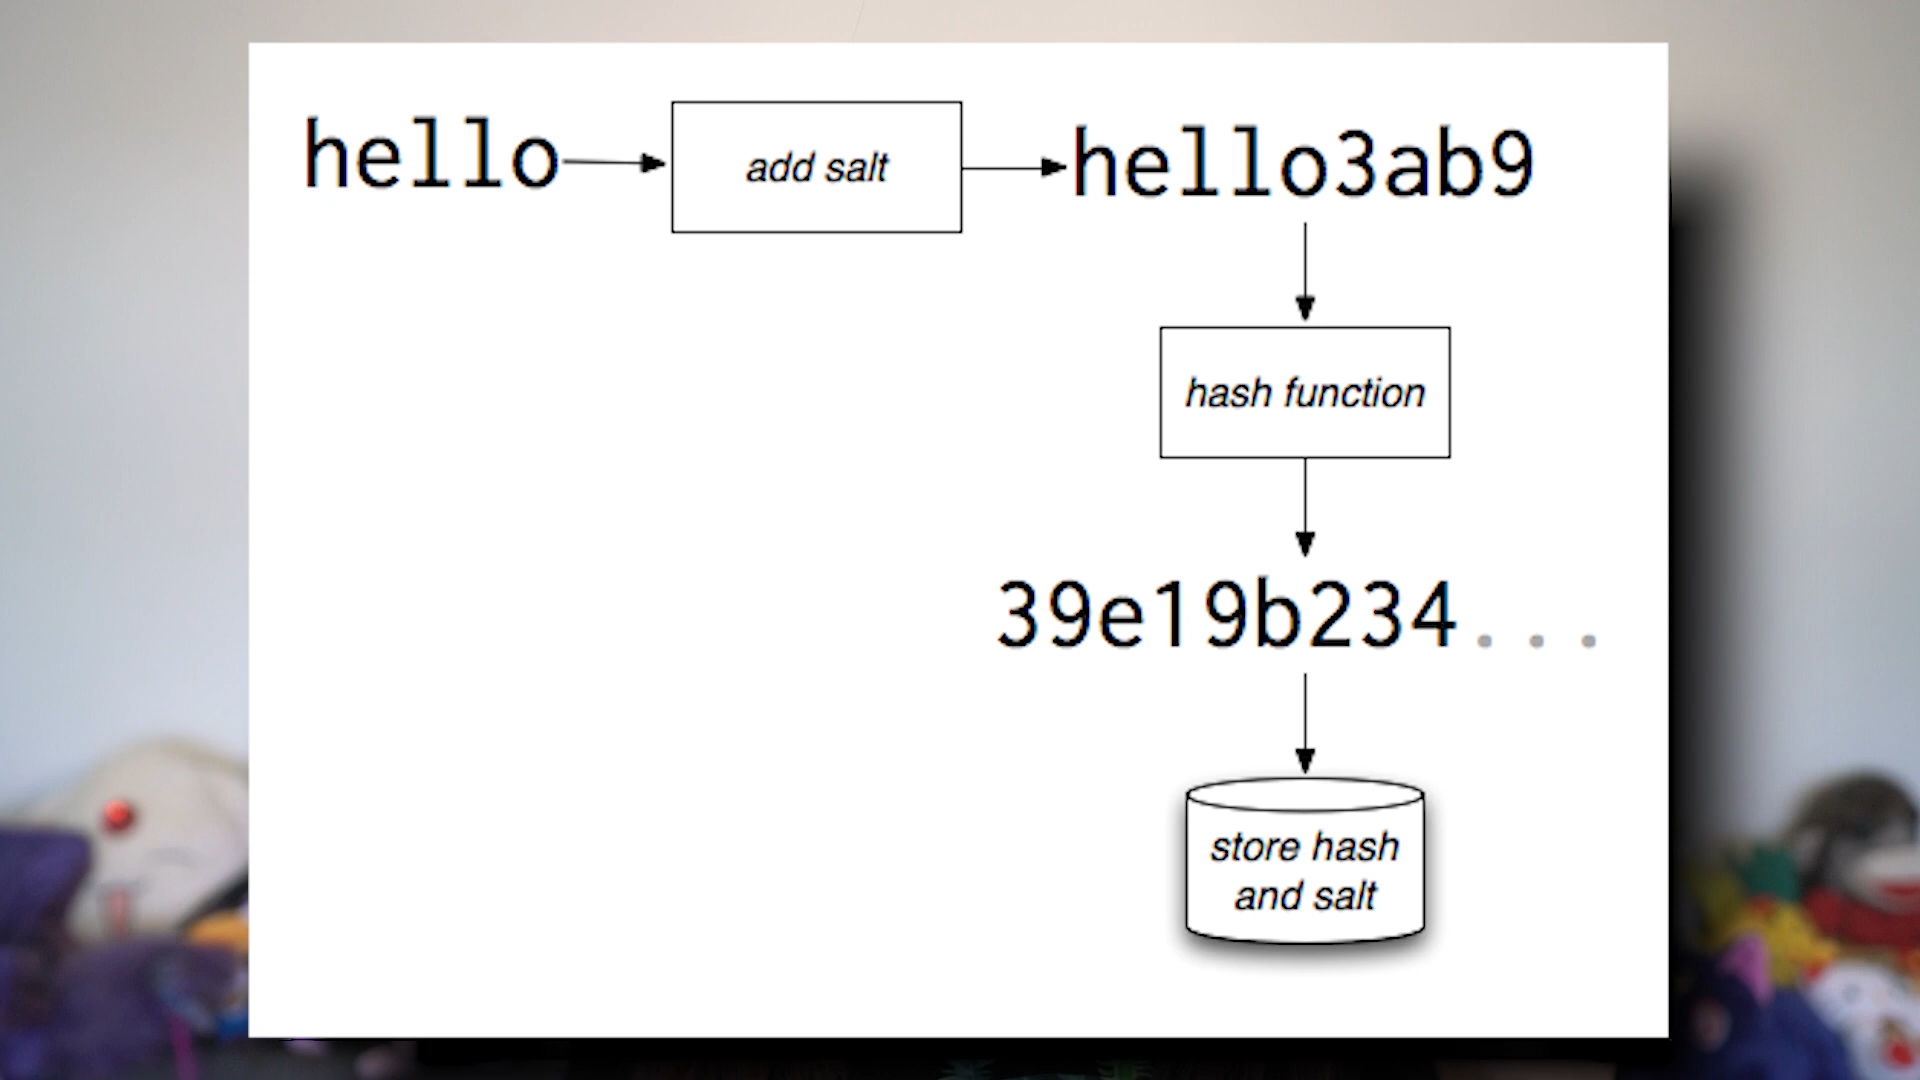 hello
add salt
hello3ab9
hash function
39e19b234...
store hash
and salt